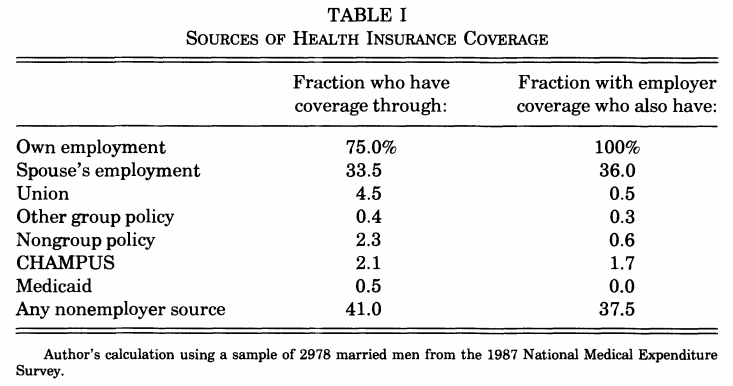 TABLE I
SOURCES OF HEALTH INSURANCE COVERAGE
Fraction who have coverage through: Fraction with employer coverage who also have:
Own employment 75.0% 100%
Spouse's employment 33.5 36.0
Union 4.5 0.5
Other group policy 0.4 0.3
Nongroup policy 2.3 0.6
CHAMPUS 2.1 1.7
Medicaid 0.5 0.0
Any nonemployer source 41.0 37.5
Author's calculation using a sample of 2978 married men from the 1987 National Medical Expenditure
Survey.